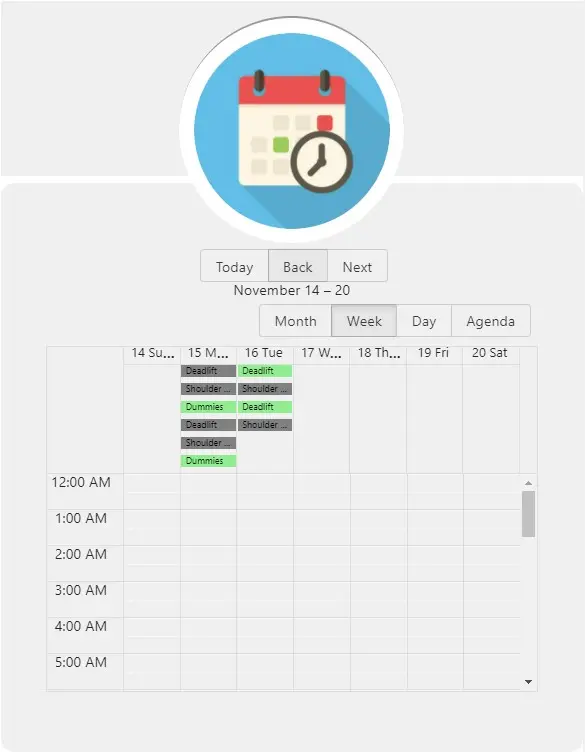 Today Back Next
November 14 – 20
Month Week Day Agenda
14 Su... 15 M... 16 Tue 17 W... 18 Th... 19 Fri 20 Sat
Deadlift Deadlift
Shoulder ... Shoulder ...
Dummies Deadlift
Deadlift Shoulder ...
Shoulder ...
Dummies
12:00 AM
1:00 AM
2:00 AM
3:00 AM
4:00 AM
5:00 AM